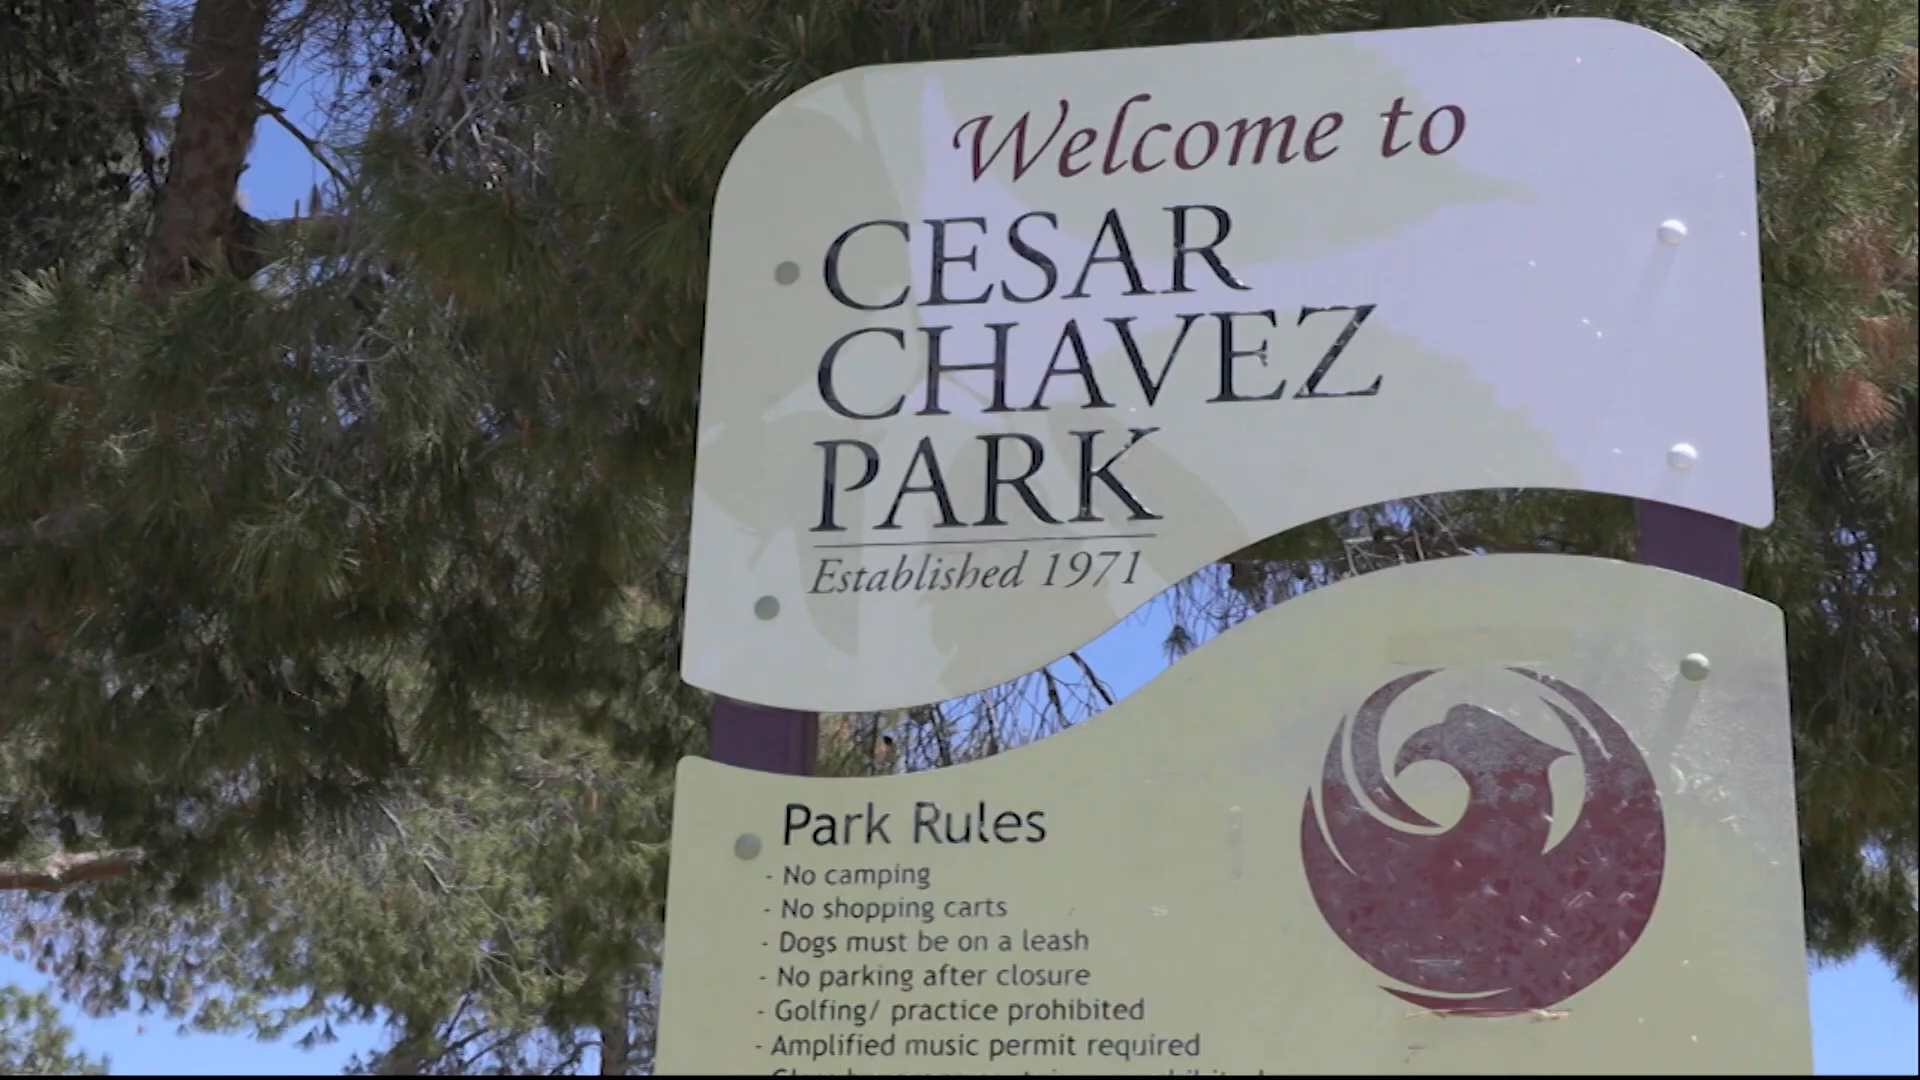 Welcome to
CESAR
CHAVEZ
PARK
Established 1971
Park Rules
- No camping
- No shopping carts
- Dogs must be on a leash
- No parking after closure
- Golfing/ practice prohibited
- Amplified music permit required